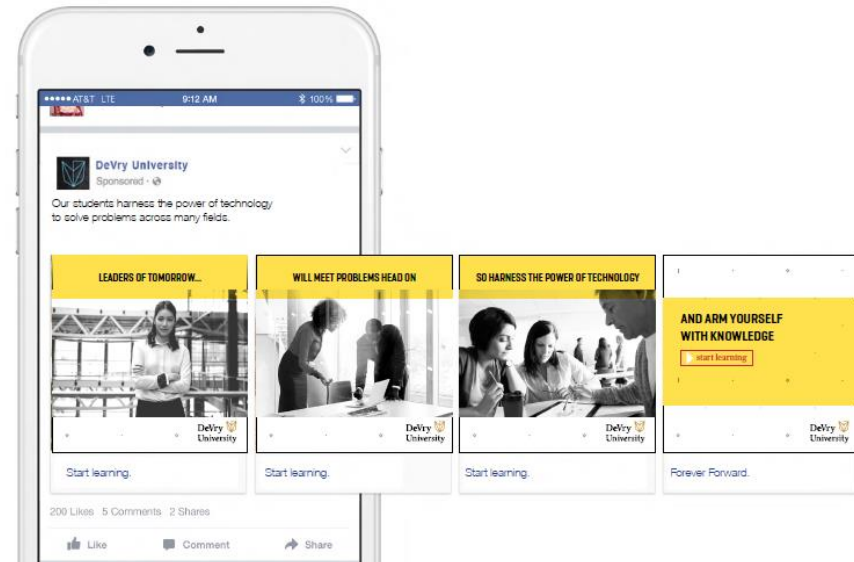 AT&T LTE 9:12 AM 100%
DeVry University
Sponsored ·
Our students harness the power of technology
to solve problems across many fields.
LEADERS OF TOMORROW...
DeVry
University
Start learning.
WILL MEET PROBLEMS HEAD ON
DeVry
University
Start learning.
SO HARNESS THE POWER OF TECHNOLOGY
DeVry
University
Start learning.
AND ARM YOURSELF
WITH KNOWLEDGE
start learning
DeVry
University
Forever Forward.
200 Likes 5 Comments 2 Shares
Like Comment Share